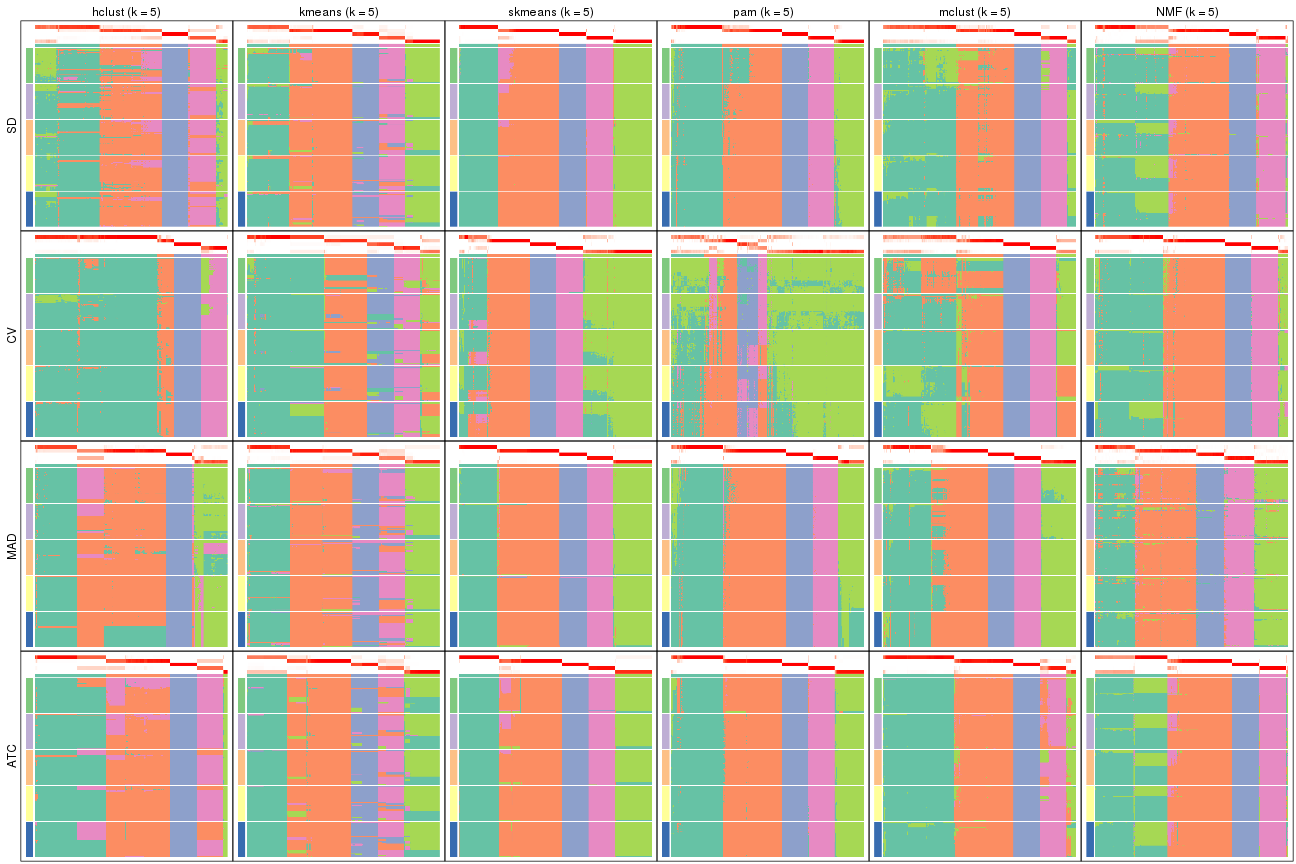 hclust (k = 5) kmeans (k = 5) skmeans (k = 5) pam (k = 5) mclust (k = 5) NMF (k = 5)
SD
CV
MAD
ATC